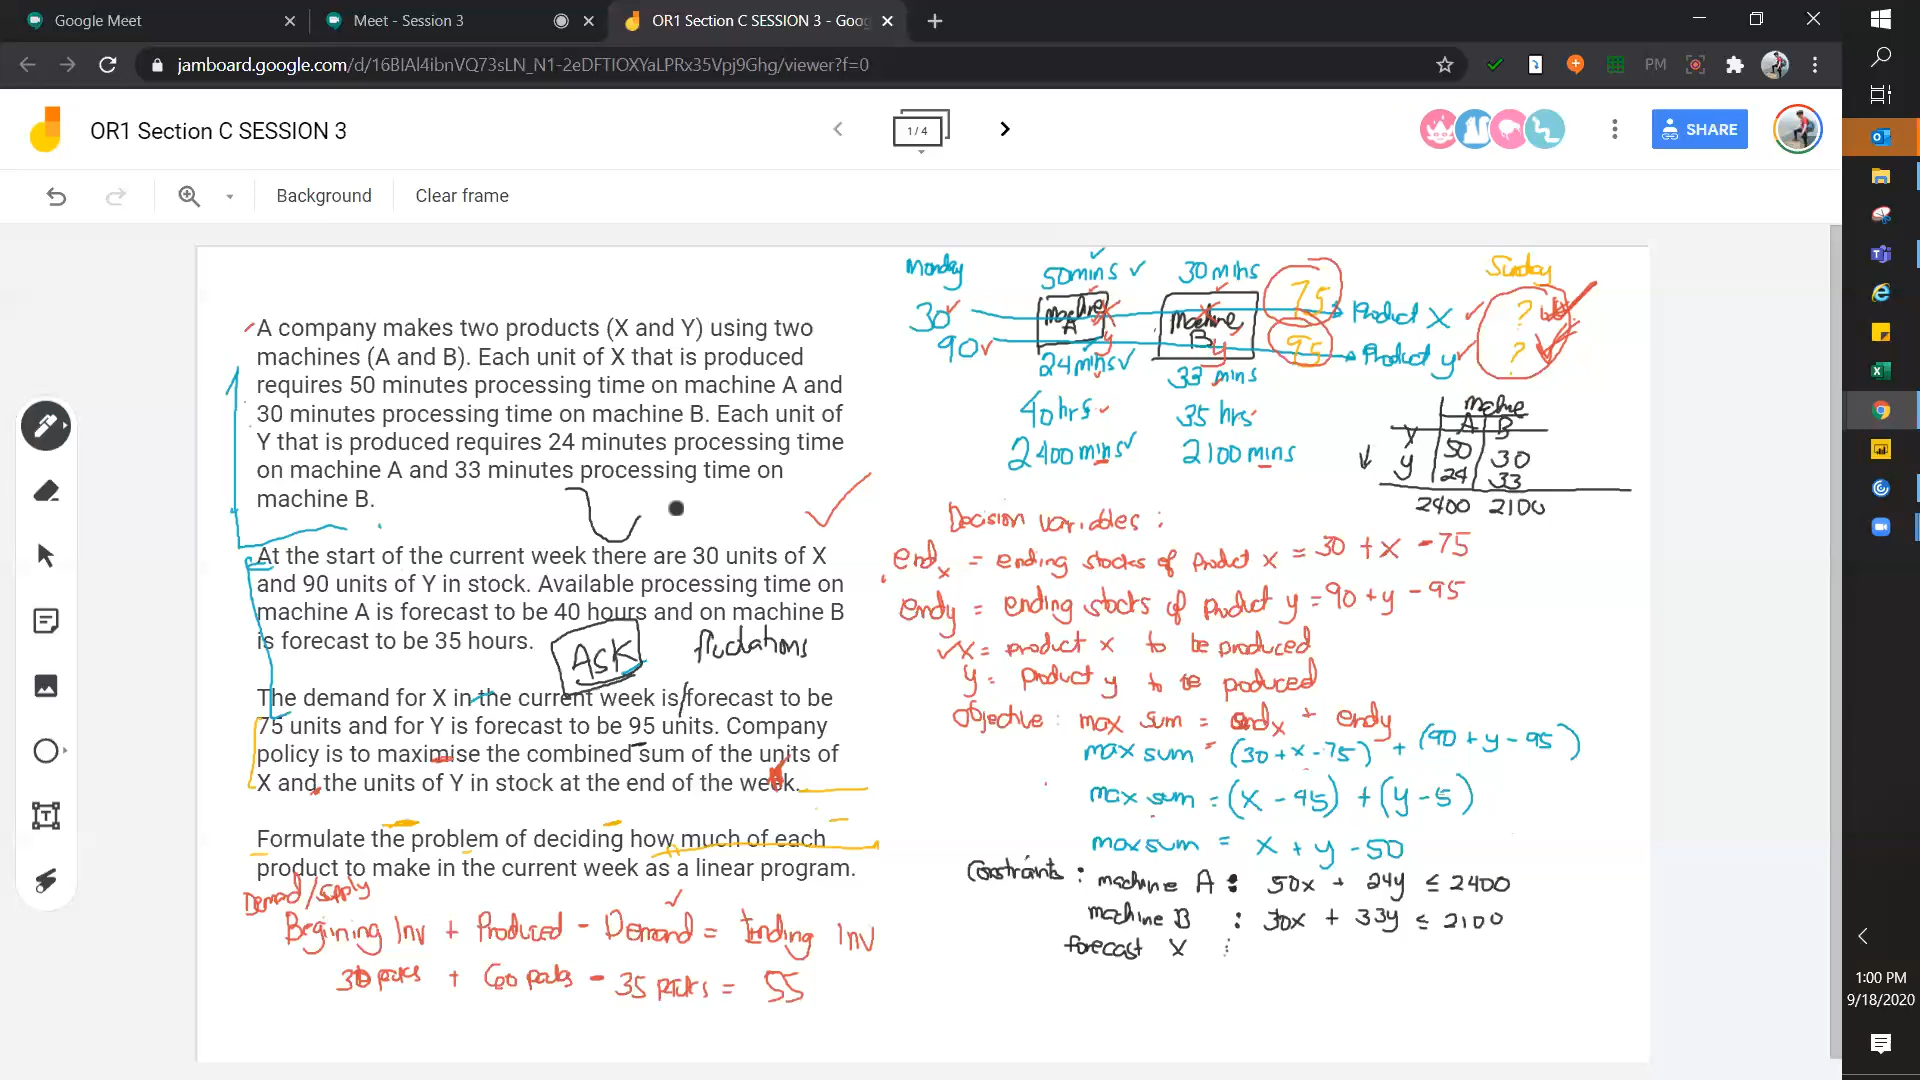 Google Meet
Meet - Session 3
OR1 Section C SESSION 3 - Goog
jamboard.google.com/d/16BIAl4ibnVQ73sLN_N1-2eDFTIOXYaLPRx35Vpj9Ghg/viewer?f=0
PM
OR1 Section C SESSION 3
1 / 4
SHARE
Background
Clear frame
A company makes two products (X and Y) using two
machines (A and B). Each unit of X that is produced
requires 50 minutes processing time on machine A and
30 minutes processing time on machine B. Each unit of
Y that is produced requires 24 minutes processing time
on machine A and 33 minutes processing time on
machine B.
At the start of the current week there are 30 units of X
and 90 units of Y in stock. Available processing time on
machine A is forecast to be 40 hours and on machine B
is forecast to be 35 hours.
ASK
fluctations
The demand for X in the current week is forecast to be
75 units and for Y is forecast to be 95 units. Company
policy is to maximise the combined sum of the units of
X and the units of Y in stock at the end of the week.
Formulate the problem of deciding how much of each
product to make in the current week as a linear program.
Demand/supply
Begining Inv + Produced - Demand = Ending Inv
30 packs + 60 packs - 35 packs = 55
Monday 50mins 30 mins 75 Sunday
30 machine A machine B Product X ?
90 95 Product y ?
24 mins 33 mins
40 hrs 35 hrs
2400 mins 2100 mins
Machine
A B
X 50 30
y 24 33
2400 2100
Decision variables :
endx = ending stocks of Product x = 30 + x - 75
endy = ending stocks of product y = 90 + y - 95
x = product x to be produced
y = product y to be produced
Objective : max sum = endx + endy
max sum = (30 + x - 75) + (90 + y - 95)
max sum = (x - 45) + (y - 5)
max sum = x + y - 50
Constraints : machine A : 50x + 24y ≤ 2400
machine B : 30x + 33y ≤ 2100
forecast X :
1:00 PM
9/18/2020